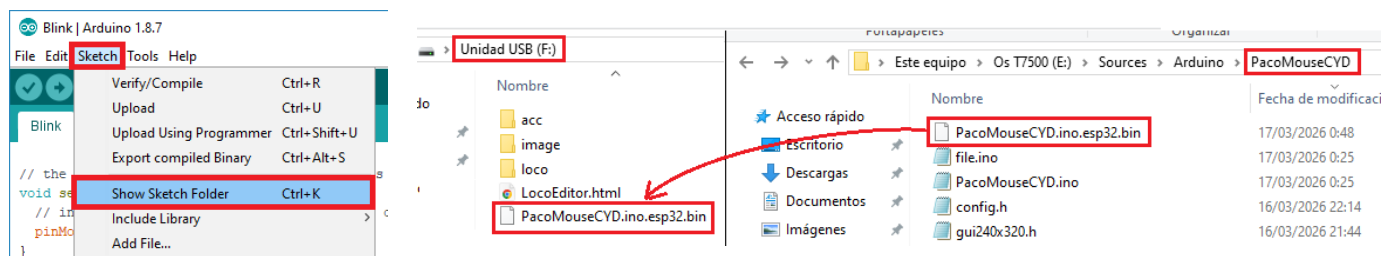 Blink | Arduino 1.8.7
File Edit Sketch Tools Help
Verify/Compile Ctrl+R
Upload Ctrl+U
Blink
Upload Using Programmer Ctrl+Shift+U
Export compiled Binary Ctrl+Alt+S
// the
void se
Show Sketch Folder Ctrl+K
// in
Include Library
pinMo
Add File...
}
Unidad USB (F:)
Nombre
acc
image
loco
LocoEditor.html
PacoMouseCYD.ino.esp32.bin
Portapapeles Organizar
Este equipo Os T7500 (E:) Sources Arduino PacoMouseCYD
Nombre Fecha de modificaci
Acceso rápido
PacoMouseCYD.ino.esp32.bin 17/03/2026 0:48
Escritorio
file.ino 17/03/2026 0:25
Descargas
PacoMouseCYD.ino 17/03/2026 0:25
Documentos
config.h 16/03/2026 22:14
Imágenes
gui240x320.h 16/03/2026 21:44